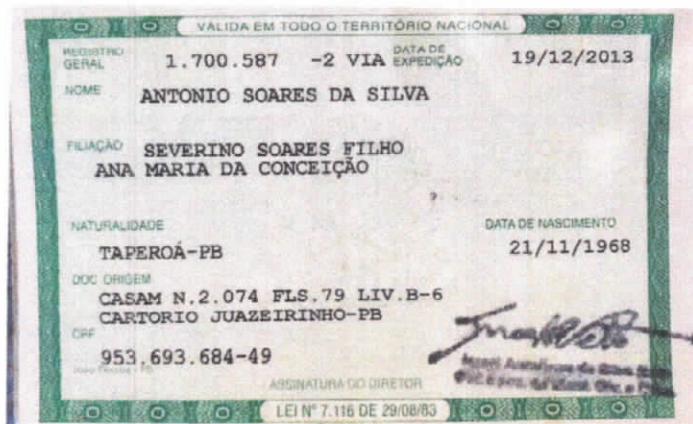 VÁLIDA EM TODO O TERRITÓRIO NACIONAL
REGISTRO GERAL 1.700.587 -2 VIA DATA DE EXPEDIÇÃO 19/12/2013
NOME ANTONIO SOARES DA SILVA
FILIAÇÃO SEVERINO SOARES FILHO
ANA MARIA DA CONCEIÇÃO
NATURALIDADE DATA DE NASCIMENTO
TAPEROÁ-PB 21/11/1968
DOC ORIGEM
CASAM N.2.074 FLS.79 LIV.B-6
CARTORIO JUAZEIRINHO-PB
CPF
953.693.684-49
ASSINATURA DO DIRETOR
LEI Nº 7.116 DE 29/08/83